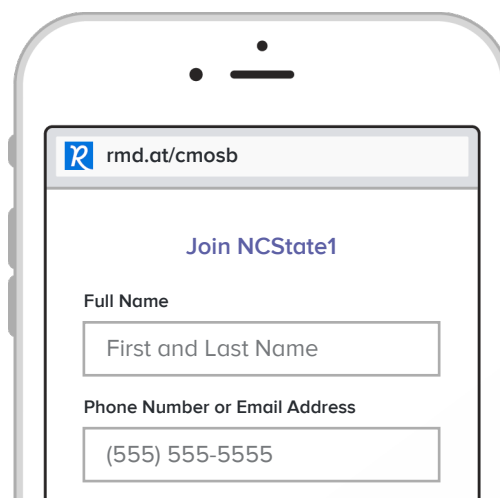 rmd.at/cmosb
Join NCState1
Full Name
First and Last Name
Phone Number or Email Address
(555) 555-5555